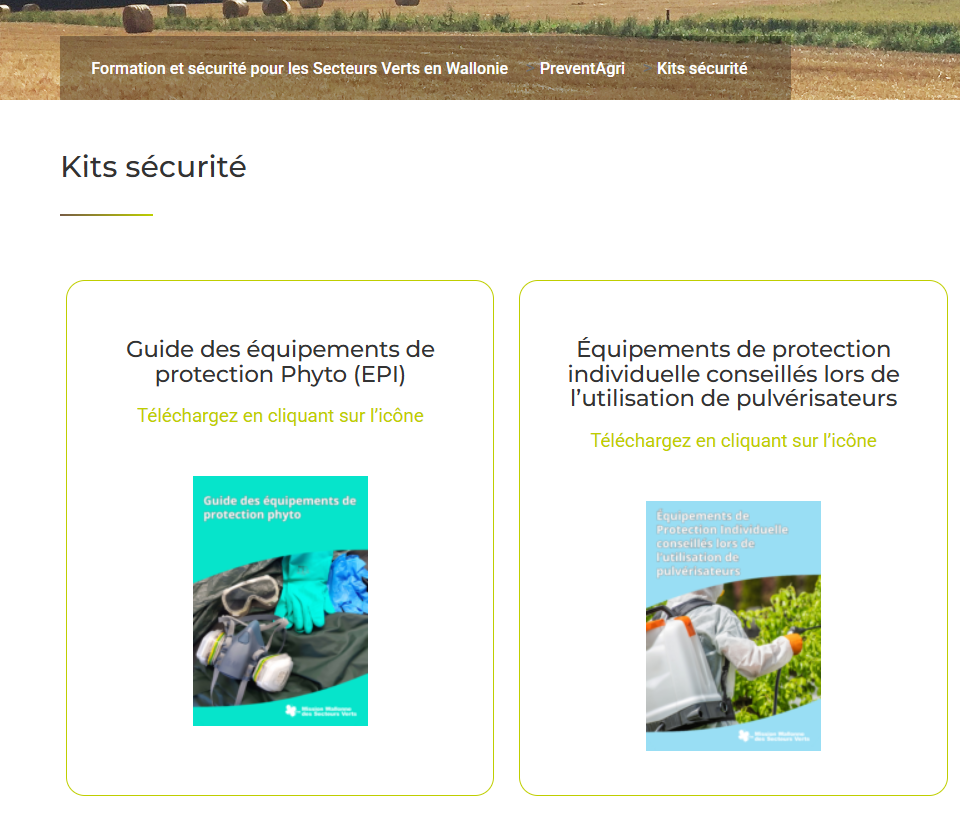 Formation et sécurité pour les Secteurs Verts en Wallonie PreventAgri Kits sécurité
Kits sécurité
Guide des équipements de
protection Phyto (EPI)
Téléchargez en cliquant sur l’icône
Guide des équipements de
protection phyto
Mission Wallonne
des Secteurs Verts
Équipements de protection
individuelle conseillés lors de
l’utilisation de pulvérisateurs
Téléchargez en cliquant sur l’icône
Équipements de
Protection Individuelle
conseillés lors de
l'utilisation de
pulvérisateurs
Mission Wallonne
des Secteurs Verts